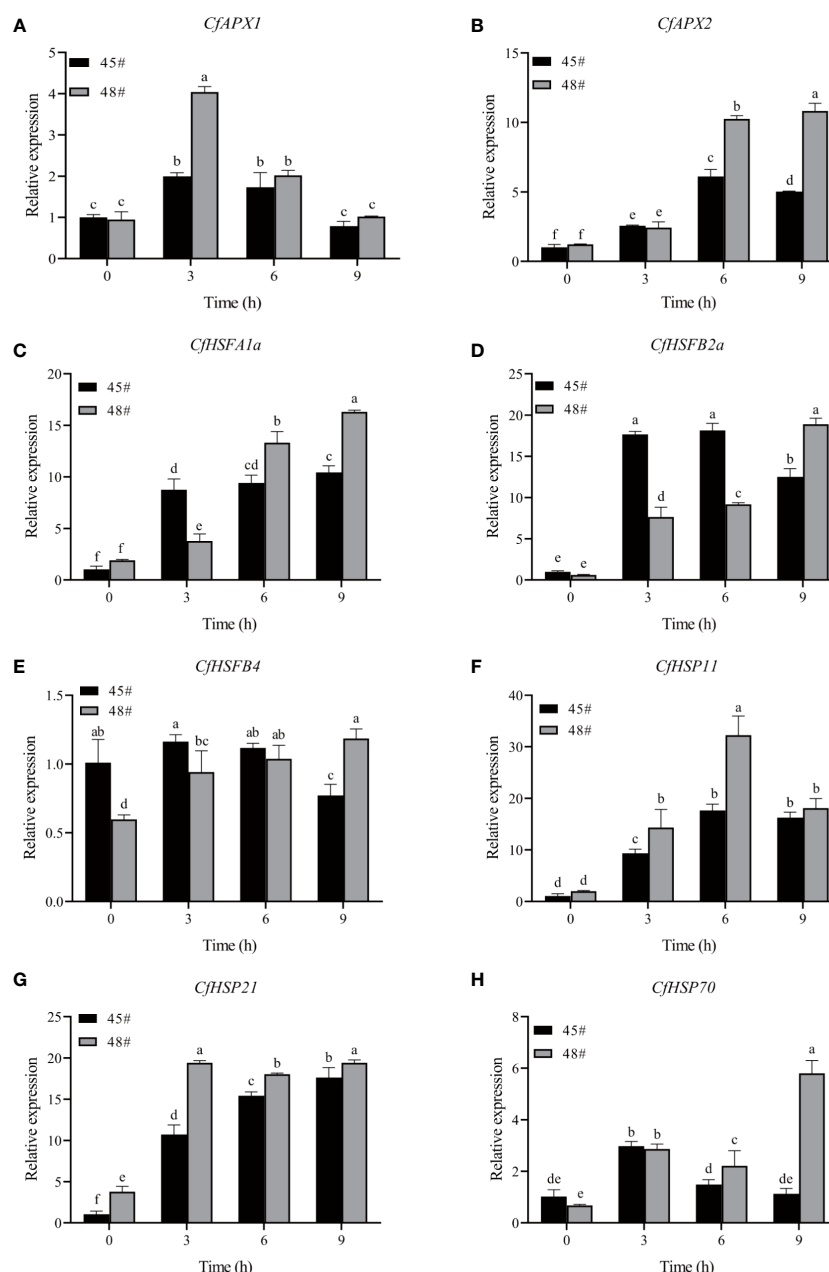 A
CfAPX1
45#
48#
Relative expression
5
4
3
2
1
0
c
c
b
a
b
b
c
c
0
3
6
9
Time (h)
B
CfAPX2
45#
48#
Relative expression
15
10
5
0
f
f
e
e
c
b
d
a
0
3
6
9
Time (h)
C
CfHSFA1a
45#
48#
Relative expression
20
15
10
5
0
f
f
d
e
cd
b
c
a
0
3
6
9
Time (h)
D
CfHSFB2a
45#
48#
Relative expression
25
20
15
10
5
0
e
e
a
d
a
c
b
a
0
3
6
9
Time (h)
E
CfHSFB4
45#
48#
Relative expression
1.5
1.0
0.5
0.0
ab
d
a
bc
ab
ab
c
a
0
3
6
9
Time (h)
F
CfHSP11
45#
48#
Relative expression
40
30
20
10
0
d
d
c
b
b
a
b
b
0
3
6
9
Time (h)
G
CfHSP21
45#
48#
Relative expression
25
20
15
10
5
0
f
e
d
a
c
b
b
a
0
3
6
9
Time (h)
H
CfHSP70
45#
48#
Relative expression
8
6
4
2
0
de
e
b
b
d
c
de
a
0
3
6
9
Time (h)